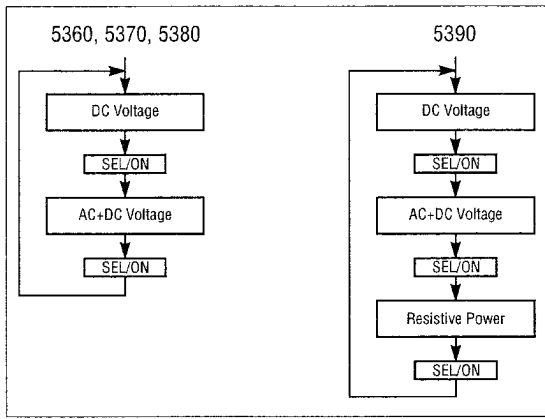 5360, 5370, 5380
DC Voltage
SEL/ON
AC+DC Voltage
SEL/ON
5390
DC Voltage
SEL/ON
AC+DC Voltage
SEL/ON
Resistive Power
SEL/ON